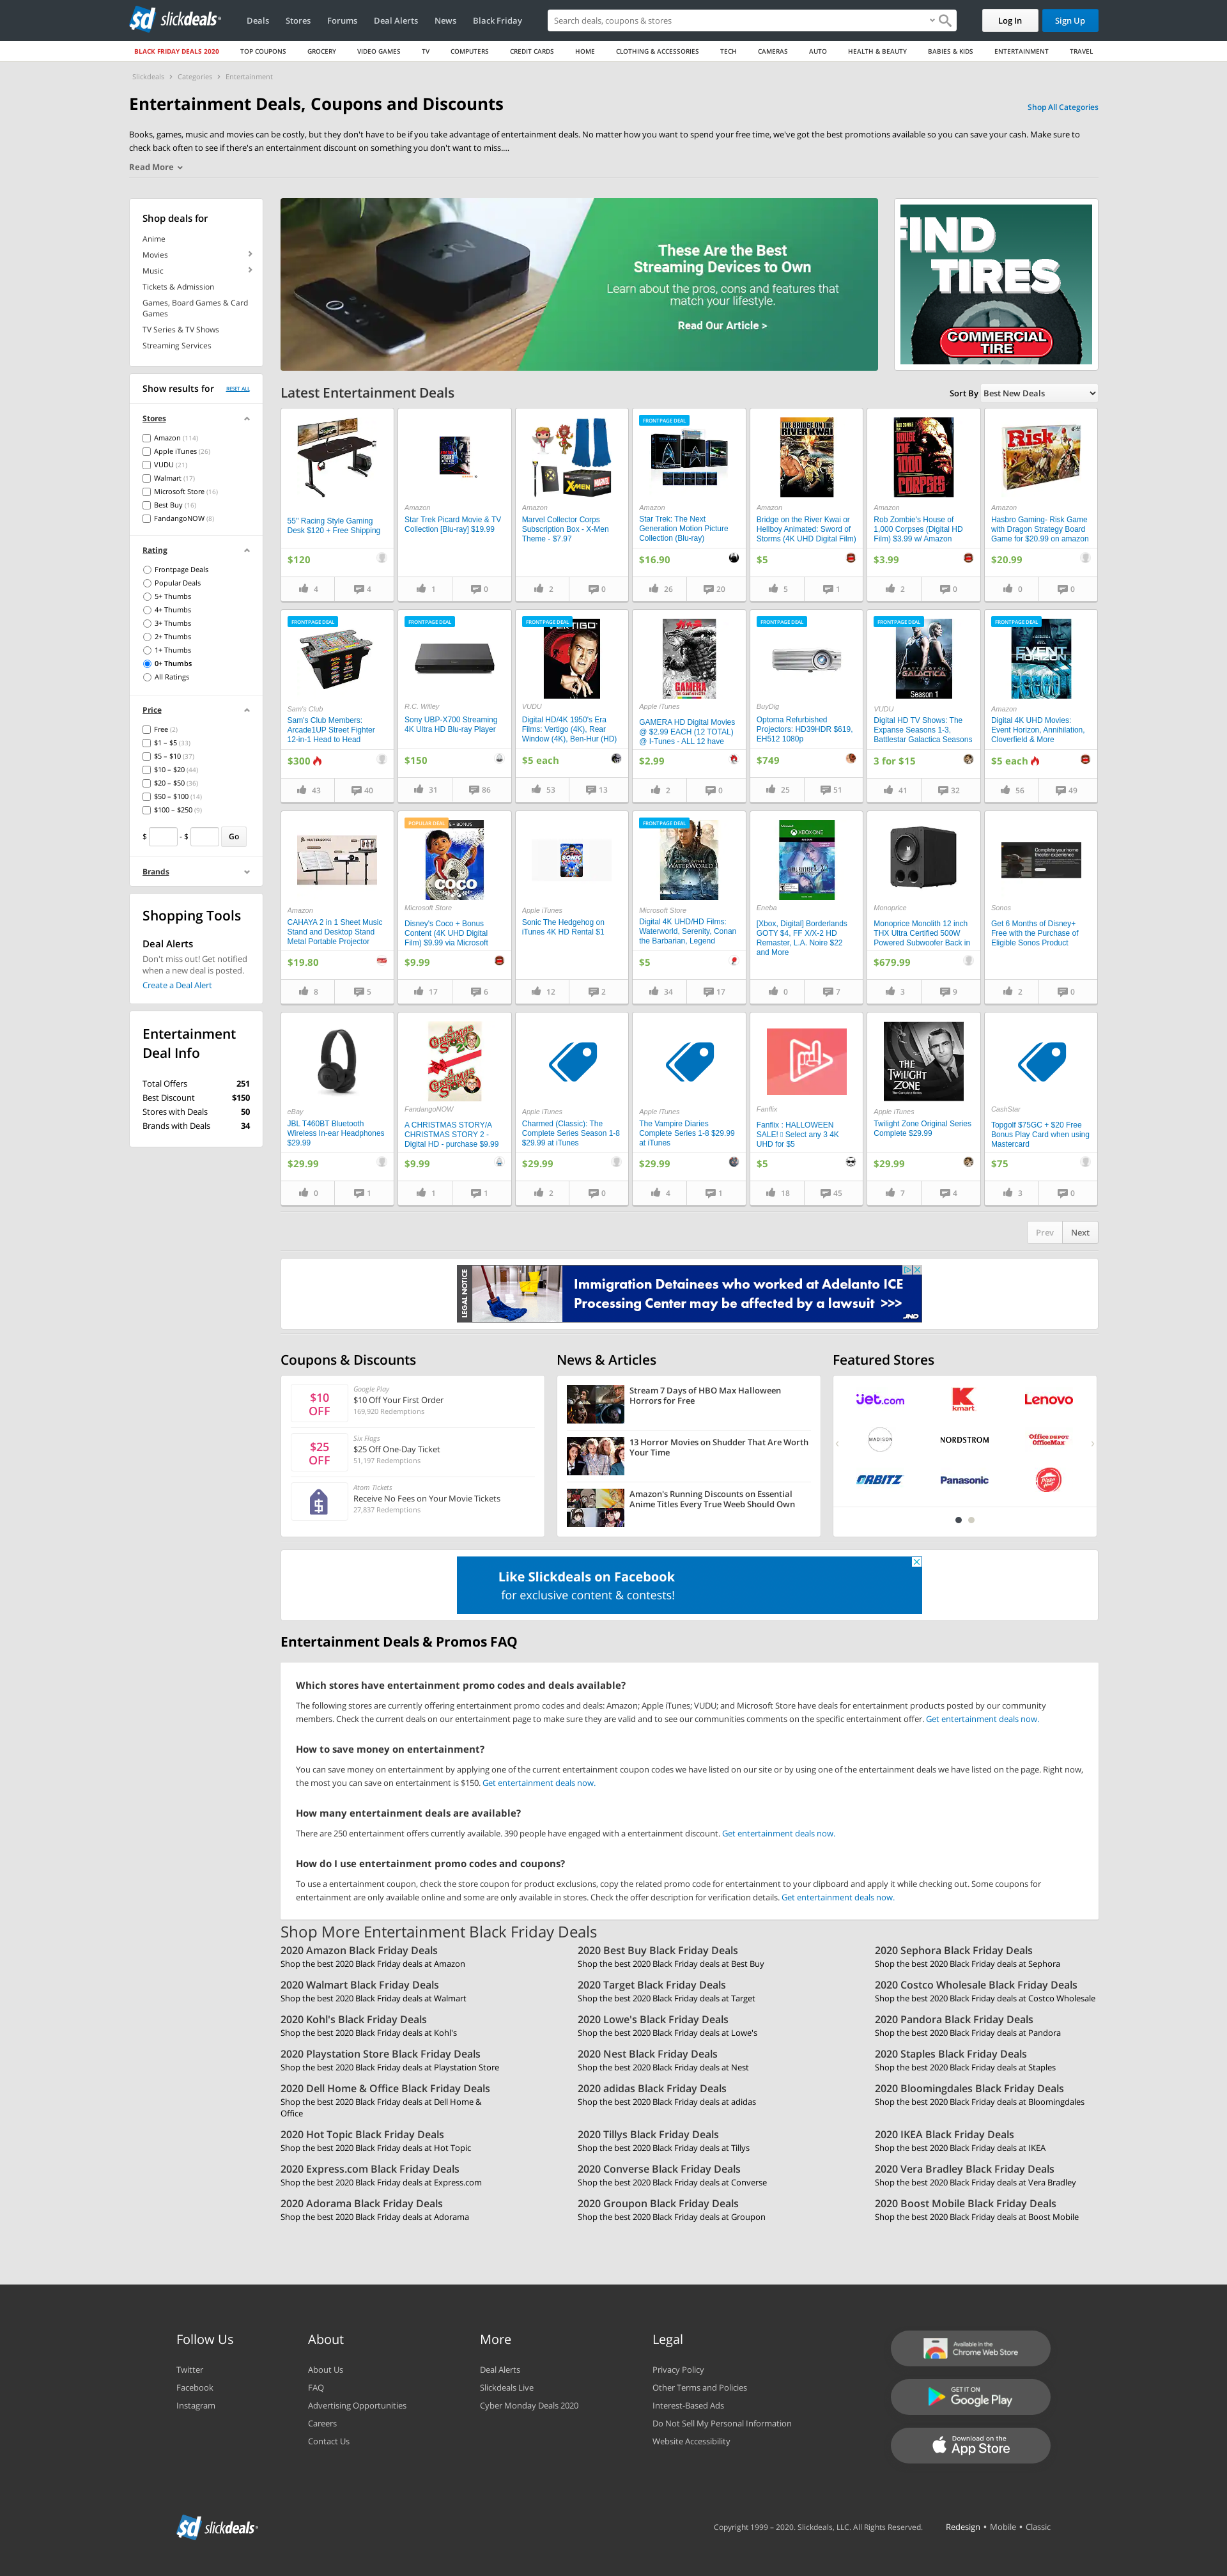 slickdeals
Deals
Stores
Forums
Deal Alerts
News
Black Friday
Search deals, coupons & stores
Log In
Sign Up
BLACK FRIDAY DEALS 2020
TOP COUPONS
GROCERY
VIDEO GAMES
TV
COMPUTERS
CREDIT CARDS
HOME
CLOTHING & ACCESSORIES
TECH
CAMERAS
AUTO
HEALTH & BEAUTY
BABIES & KIDS
ENTERTAINMENT
TRAVEL
Slickdeals › Categories › Entertainment
Entertainment Deals, Coupons and Discounts
Shop All Categories
Books, games, music and movies can be costly, but they don't have to be if you take advantage of entertainment deals. No matter how you want to spend your free time, we've got the best promotions available so you can save your cash. Make sure to
check back often to see if there's an entertainment discount on something you don't want to miss....
Read More
Shop deals for
Anime
Movies
Music
Tickets & Admission
Games, Board Games & Card
Games
TV Series & TV Shows
Streaming Services
Show results for
RESET ALL
Stores
Amazon (114)
Apple iTunes (26)
VUDU (21)
Walmart (17)
Microsoft Store (16)
Best Buy (16)
FandangoNOW (8)
Rating
Frontpage Deals
Popular Deals
5+ Thumbs
4+ Thumbs
3+ Thumbs
2+ Thumbs
1+ Thumbs
0+ Thumbs
All Ratings
Price
Free (2)
$1 – $5 (33)
$5 – $10 (37)
$10 – $20 (44)
$20 – $50 (36)
$50 – $100 (14)
$100 – $250 (9)
$ - $ Go
Brands
Shopping Tools
Deal Alerts
Don't miss out! Get notified
when a new deal is posted.
Create a Deal Alert
Entertainment
Deal Info
Total Offers 251
Best Discount $150
Stores with Deals 50
Brands with Deals 34
These Are the Best
Streaming Devices to Own
Learn about the pros, cons and features that
match your lifestyle.
Read Our Article >
FIND
TIRES
COMMERCIAL
TIRE
Latest Entertainment Deals
Sort By Best New Deals
55" Racing Style Gaming
Desk $120 + Free Shipping
$120
4 4
Amazon
Star Trek Picard Movie & TV
Collection [Blu-ray] $19.99
1 0
Amazon
Marvel Collector Corps
Subscription Box - X-Men
Theme - $7.97
2 0
FRONTPAGE DEAL
Amazon
Star Trek: The Next
Generation Motion Picture
Collection (Blu-ray)
$16.90
26 20
THE BRIDGE ON THE
RIVER KWAI
Amazon
Bridge on the River Kwai or
Hellboy Animated: Sword of
Storms (4K UHD Digital Film)
$5
5 1
HOUSE OF
1000
CORPSES
Amazon
Rob Zombie's House of
1,000 Corpses (Digital HD
Film) $3.99 w/ Amazon
$3.99
2 0
Risk
Amazon
Hasbro Gaming- Risk Game
with Dragon Strategy Board
Game for $20.99 on amazon
$20.99
0 0
FRONTPAGE DEAL
Sam's Club
Sam's Club Members:
Arcade1UP Street Fighter
12-in-1 Head to Head
$300
43 40
FRONTPAGE DEAL
R.C. Willey
Sony UBP-X700 Streaming
4K Ultra HD Blu-ray Player
$150
31 86
FRONTPAGE DEAL
VERTIGO
VUDU
Digital HD/4K 1950's Era
Films: Vertigo (4K), Rear
Window (4K), Ben-Hur (HD)
$5 each
53 13
GAMERA
Apple iTunes
GAMERA HD Digital Movies
@ $2.99 EACH (12 TOTAL)
@ I-Tunes - ALL 12 have
$2.99
2 0
FRONTPAGE DEAL
BuyDig
Optoma Refurbished
Projectors: HD39HDR $619,
EH512 1080p
$749
25 51
FRONTPAGE DEAL
GALACTICA
Season 1
VUDU
Digital HD TV Shows: The
Expanse Seasons 1-3,
Battlestar Galactica Seasons
3 for $15
41 32
FRONTPAGE DEAL
EVENT
HORIZON
Amazon
Digital 4K UHD Movies:
Event Horizon, Annihilation,
Cloverfield & More
$5 each
56 49
Amazon
CAHAYA 2 in 1 Sheet Music
Stand and Desktop Stand
Metal Portable Projector
$19.80
8 5
POPULAR DEAL
COCO
Microsoft Store
Disney's Coco + Bonus
Content (4K UHD Digital
Film) $9.99 via Microsoft
$9.99
17 6
SONIC
Apple iTunes
Sonic The Hedgehog on
iTunes 4K HD Rental $1
12 2
FRONTPAGE DEAL
WATERWORLD
Microsoft Store
Digital 4K UHD/HD Films:
Waterworld, Serenity, Conan
the Barbarian, Legend
$5
34 17
XBOX ONE
Eneba
[Xbox, Digital] Borderlands
GOTY $4, FF X/X-2 HD
Remaster, L.A. Noire $22
and More
0 7
Monoprice
Monoprice Monolith 12 inch
THX Ultra Certified 500W
Powered Subwoofer Back in
$679.99
3 9
Complete your home
theater experience
Sonos
Get 6 Months of Disney+
Free with the Purchase of
Eligible Sonos Product
2 0
eBay
JBL T460BT Bluetooth
Wireless In-ear Headphones
$29.99
$29.99
0 1
A CHRISTMAS STORY 2
A CHRISTMAS STORY
FandangoNOW
A CHRISTMAS STORY/A
CHRISTMAS STORY 2 -
Digital HD - purchase $9.99
$9.99
1 1
Apple iTunes
Charmed (Classic): The
Complete Series Season 1-8
$29.99 at iTunes
$29.99
2 0
Apple iTunes
The Vampire Diaries
Complete Series 1-8 $29.99
at iTunes
$29.99
4 1
Fanflix
Fanflix : HALLOWEEN
SALE! ▯ Select any 3 4K
UHD for $5
$5
18 45
THE
TWILIGHT
ZONE
Apple iTunes
Twilight Zone Original Series
Complete $29.99
$29.99
7 4
CashStar
Topgolf $75GC + $20 Free
Bonus Play Card when using
Mastercard
$75
3 0
Prev
Next
LEGAL NOTICE
Immigration Detainees who worked at Adelanto ICE
Processing Center may be affected by a lawsuit >>>
JND
Coupons & Discounts
$10
OFF
Google Play
$10 Off Your First Order
169,920 Redemptions
$25
OFF
Six Flags
$25 Off One-Day Ticket
51,197 Redemptions
Atom Tickets
Receive No Fees on Your Movie Tickets
27,837 Redemptions
News & Articles
Stream 7 Days of HBO Max Halloween
Horrors for Free
13 Horror Movies on Shudder That Are Worth
Your Time
Amazon's Running Discounts on Essential
Anime Titles Every True Weeb Should Own
Featured Stores
Jet.com
kmart
Lenovo
MADISON
NORDSTROM
Office DEPOT
OfficeMax
ORBITZ
Panasonic
Pizza Hut
Like Slickdeals on Facebook
for exclusive content & contests!
Entertainment Deals & Promos FAQ
Which stores have entertainment promo codes and deals available?
The following stores are currently offering entertainment promo codes and deals: Amazon; Apple iTunes; VUDU; and Microsoft Store have deals for entertainment products posted by our community
members. Check the current deals on our entertainment page to make sure they are valid and to see our communities comments on the specific entertainment offer. Get entertainment deals now.
How to save money on entertainment?
You can save money on entertainment by applying one of the current entertainment coupon codes we have listed on our site or by using one of the entertainment deals we have listed on the page. Right now,
the most you can save on entertainment is $150. Get entertainment deals now.
How many entertainment deals are available?
There are 250 entertainment offers currently available. 390 people have engaged with a entertainment discount. Get entertainment deals now.
How do I use entertainment promo codes and coupons?
To use a entertainment coupon, check the store coupon for product exclusions, copy the related promo code for entertainment to your clipboard and apply it while checking out. Some coupons for
entertainment are only available online and some are only available in stores. Check the offer description for verification details. Get entertainment deals now.
Shop More Entertainment Black Friday Deals
2020 Amazon Black Friday Deals
Shop the best 2020 Black Friday deals at Amazon
2020 Best Buy Black Friday Deals
Shop the best 2020 Black Friday deals at Best Buy
2020 Sephora Black Friday Deals
Shop the best 2020 Black Friday deals at Sephora
2020 Walmart Black Friday Deals
Shop the best 2020 Black Friday deals at Walmart
2020 Target Black Friday Deals
Shop the best 2020 Black Friday deals at Target
2020 Costco Wholesale Black Friday Deals
Shop the best 2020 Black Friday deals at Costco Wholesale
2020 Kohl's Black Friday Deals
Shop the best 2020 Black Friday deals at Kohl's
2020 Lowe's Black Friday Deals
Shop the best 2020 Black Friday deals at Lowe's
2020 Pandora Black Friday Deals
Shop the best 2020 Black Friday deals at Pandora
2020 Playstation Store Black Friday Deals
Shop the best 2020 Black Friday deals at Playstation Store
2020 Nest Black Friday Deals
Shop the best 2020 Black Friday deals at Nest
2020 Staples Black Friday Deals
Shop the best 2020 Black Friday deals at Staples
2020 Dell Home & Office Black Friday Deals
Shop the best 2020 Black Friday deals at Dell Home &
Office
2020 adidas Black Friday Deals
Shop the best 2020 Black Friday deals at adidas
2020 Bloomingdales Black Friday Deals
Shop the best 2020 Black Friday deals at Bloomingdales
2020 Hot Topic Black Friday Deals
Shop the best 2020 Black Friday deals at Hot Topic
2020 Tillys Black Friday Deals
Shop the best 2020 Black Friday deals at Tillys
2020 IKEA Black Friday Deals
Shop the best 2020 Black Friday deals at IKEA
2020 Express.com Black Friday Deals
Shop the best 2020 Black Friday deals at Express.com
2020 Converse Black Friday Deals
Shop the best 2020 Black Friday deals at Converse
2020 Vera Bradley Black Friday Deals
Shop the best 2020 Black Friday deals at Vera Bradley
2020 Adorama Black Friday Deals
Shop the best 2020 Black Friday deals at Adorama
2020 Groupon Black Friday Deals
Shop the best 2020 Black Friday deals at Groupon
2020 Boost Mobile Black Friday Deals
Shop the best 2020 Black Friday deals at Boost Mobile
Follow Us
Twitter
Facebook
Instagram
About
About Us
FAQ
Advertising Opportunities
Careers
Contact Us
More
Deal Alerts
Slickdeals Live
Cyber Monday Deals 2020
Legal
Privacy Policy
Other Terms and Policies
Interest-Based Ads
Do Not Sell My Personal Information
Website Accessibility
Available in the
Chrome Web Store
GET IT ON
Google Play
Download on the
App Store
slickdeals
Copyright 1999 – 2020. Slickdeals, LLC. All Rights Reserved.
Redesign • Mobile • Classic